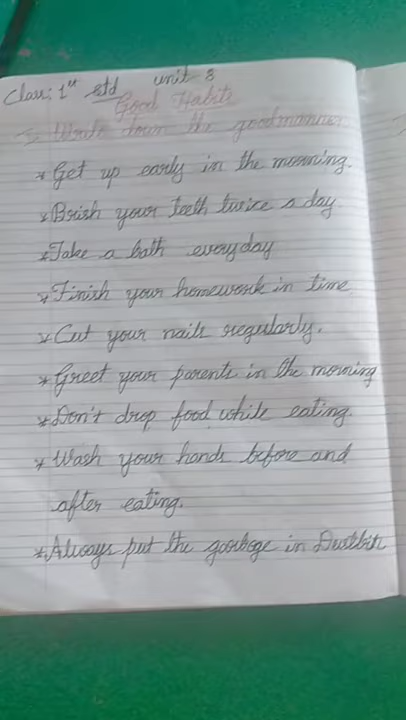 Class: 1st std unit - 3
Good Habits
I. Write down the good manners
* Get up early in the morning.
* Brish your teeth twice a day
* Take a bath everyday
* Finish your homework in time
* Cut your nails regularly.
* Greet your parents in the morning
* Don't drop food while eating.
* Wash your hands before and
after eating.
* Always put the garbage in Dustbin